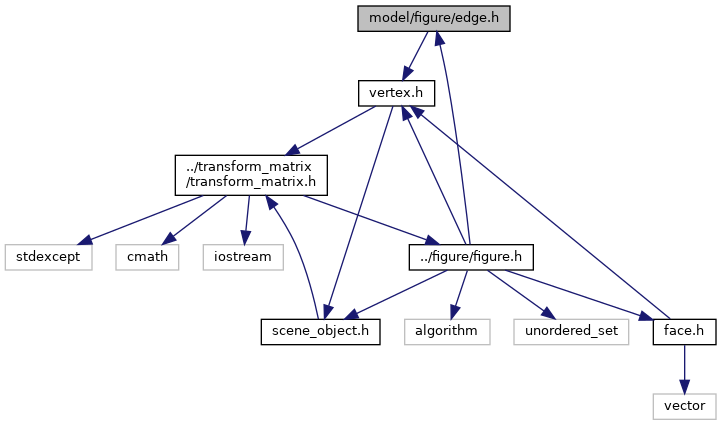 model/figure/edge.h
vertex.h
../transform_matrix
/transform_matrix.h
stdexcept
cmath
iostream
../figure/figure.h
scene_object.h
algorithm
unordered_set
face.h
vector